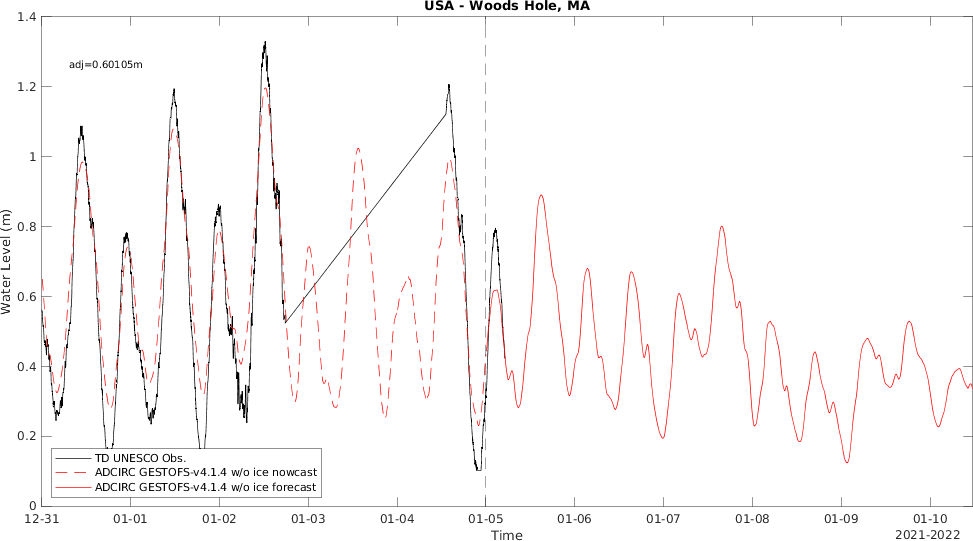 USA - Woods Hole, MA
adj=0.60105m
Water Level (m)
1.4
1.2
1
0.8
0.6
0.4
0.2
0
TD UNESCO Obs.
ADCIRC GESTOFS-v4.1.4 w/o ice nowcast
ADCIRC GESTOFS-v4.1.4 w/o ice forecast
12-31 01-01 01-02 01-03 01-04 01-05 01-06 01-07 01-08 01-09 01-10
Time
2021-2022